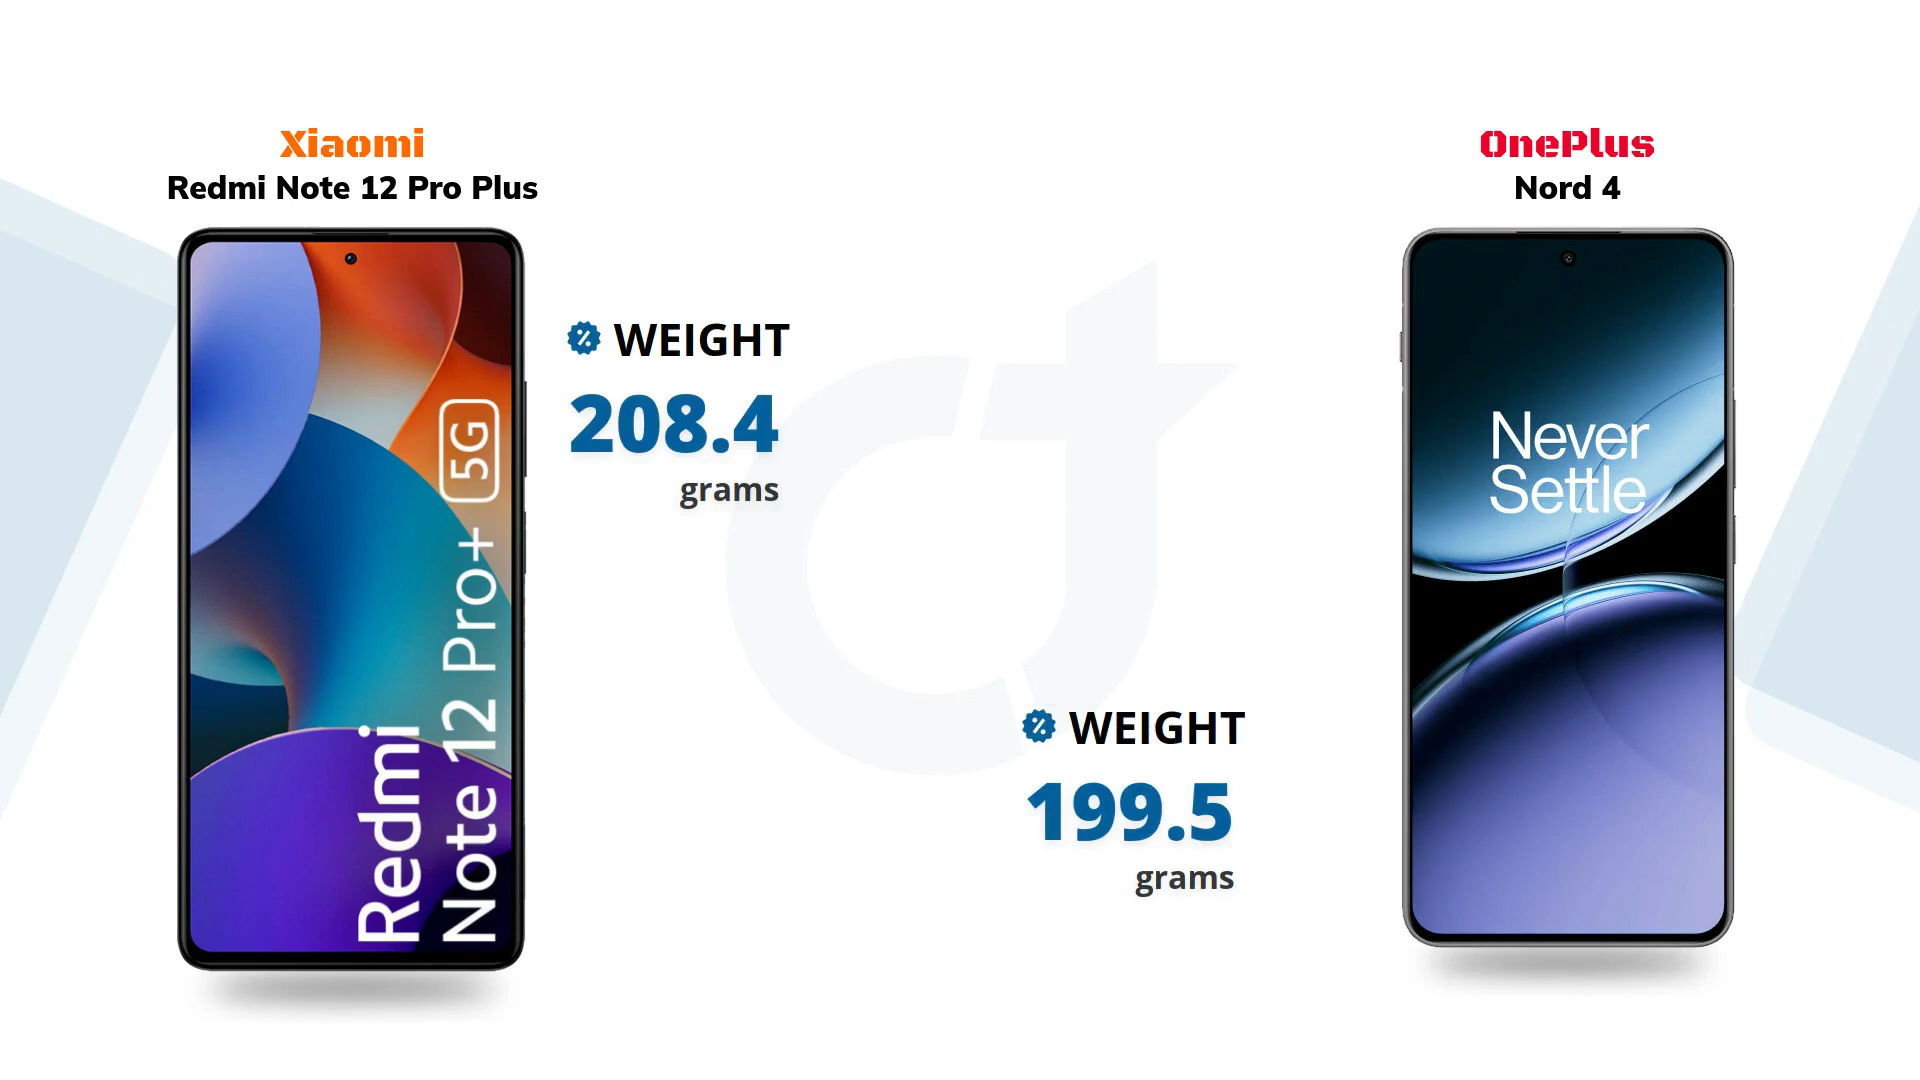 Xiaomi
Redmi Note 12 Pro Plus
WEIGHT
208.4
grams
Redmi
Note 12 Pro+ 5G
OnePlus
Nord 4
Never
Settle
WEIGHT
199.5
grams